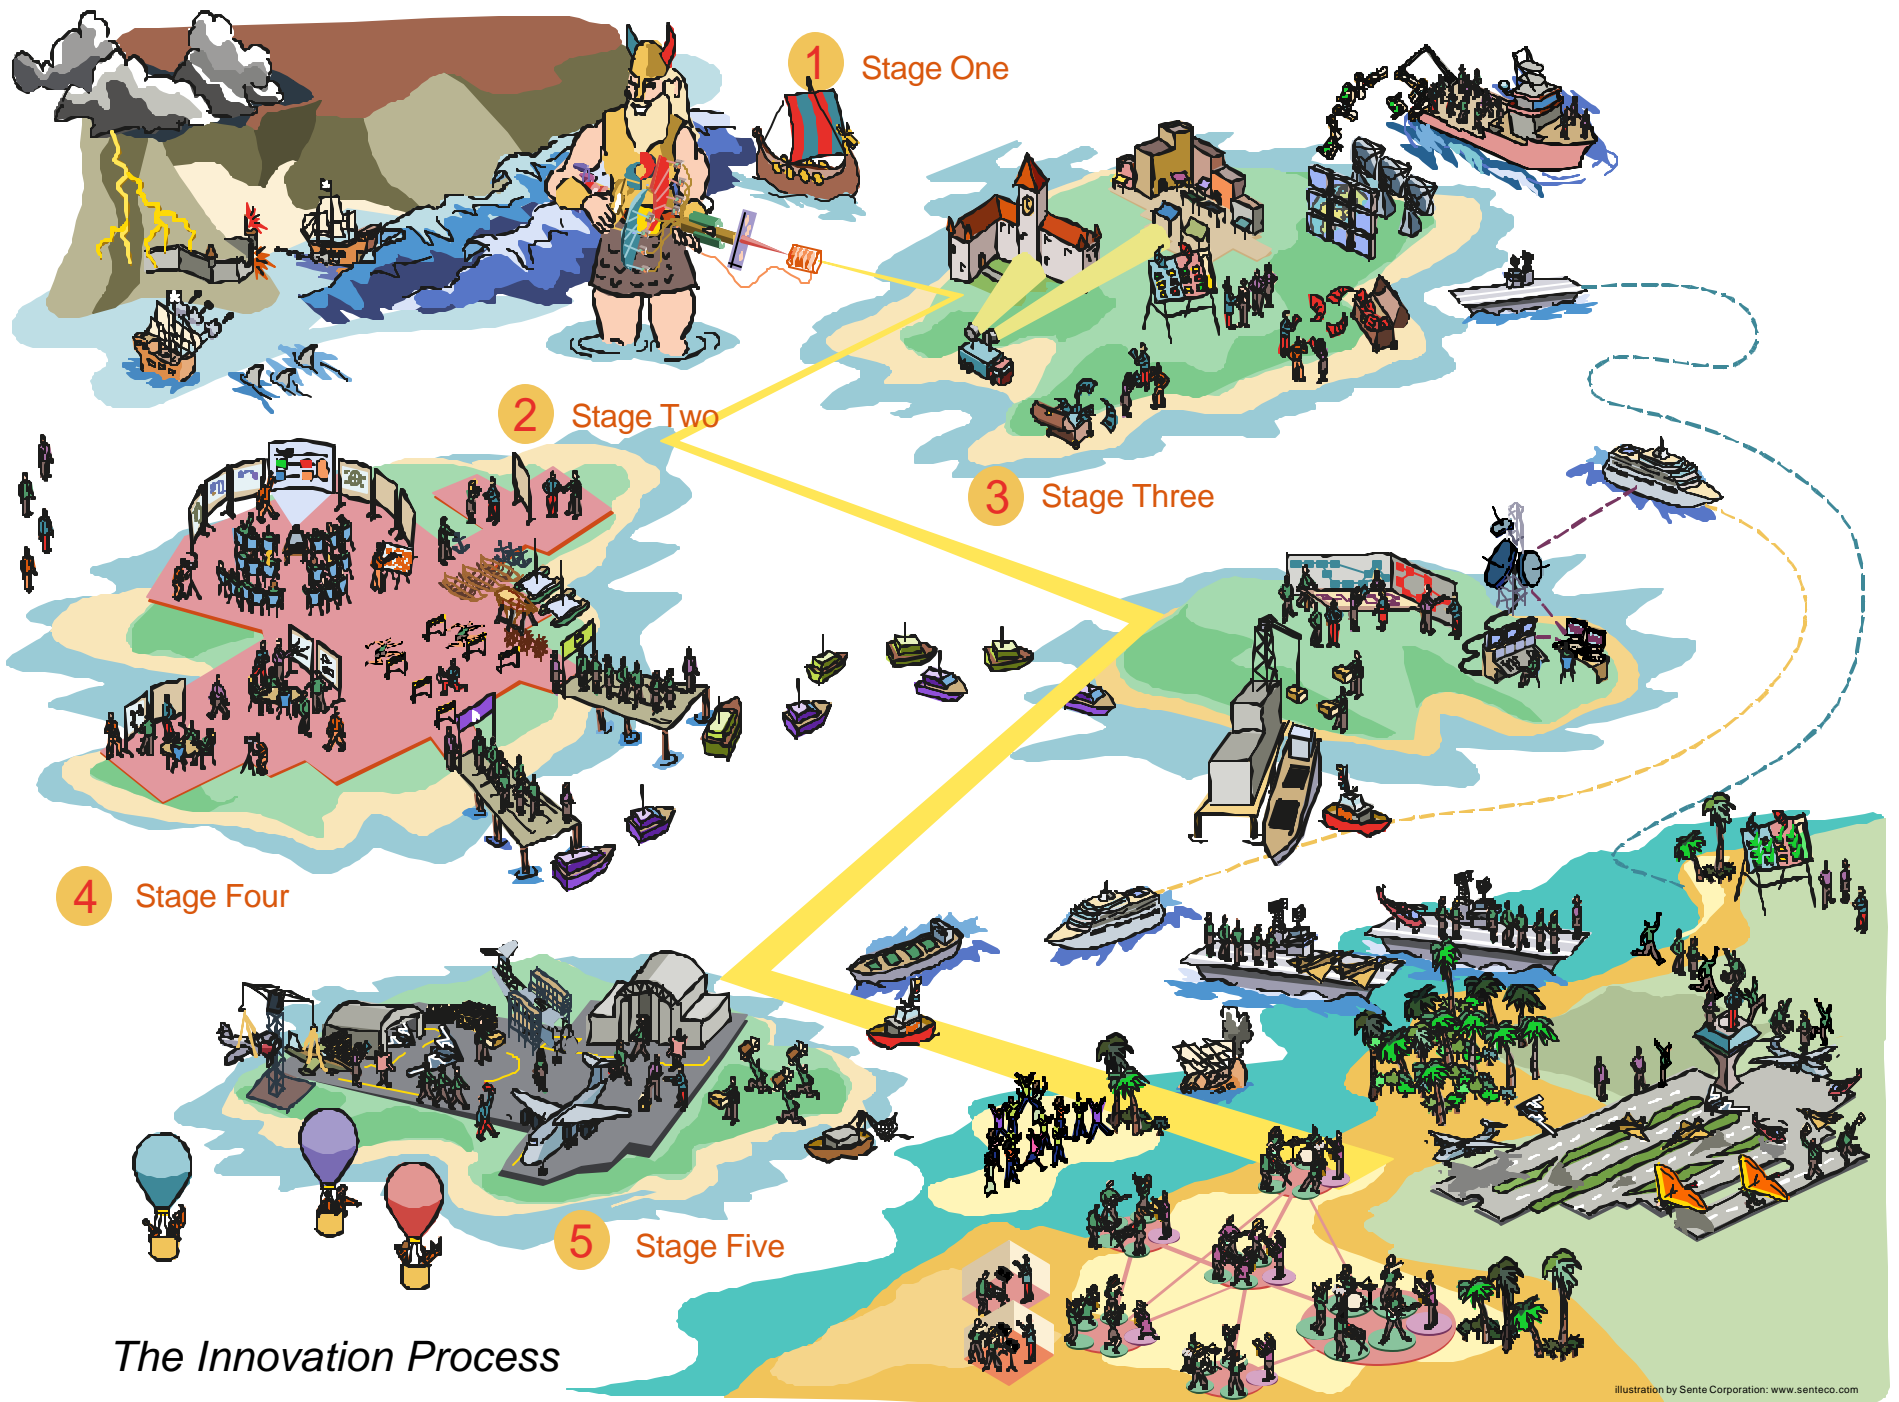 1
Stage One
2
Stage Two
3
Stage Three
4
Stage Four
5
Stage Five
The Innovation Process
illustration by Sente Corporation: www.senteco.com